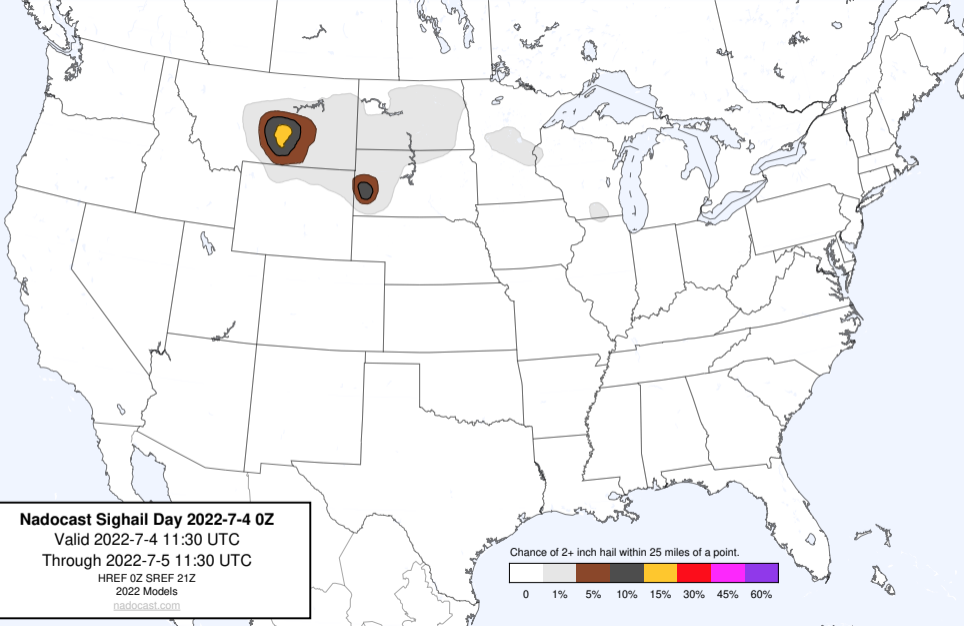 Nadocast Sighail Day 2022-7-4 0Z
Valid 2022-7-4 11:30 UTC
Through 2022-7-5 11:30 UTC
HREF 0Z SREF 21Z
2022 Models
nadocast.com
Chance of 2+ inch hail within 25 miles of a point.
0 1% 5% 10% 15% 30% 45% 60%